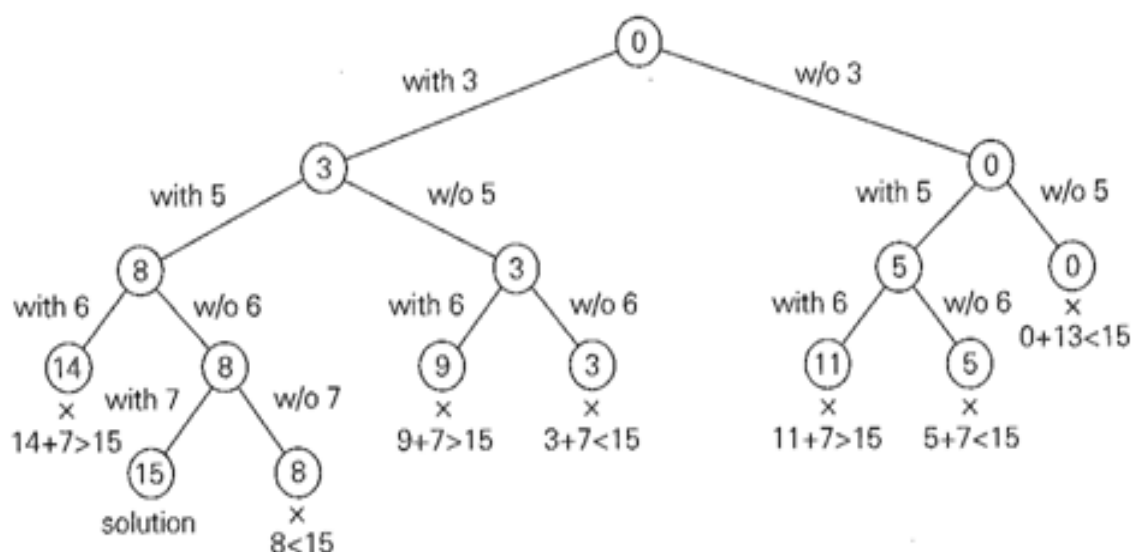 0
with 3
w/o 3
3
0
with 5
w/o 5
with 5
w/o 5
8
3
5
0
with 6
w/o 6
with 6
w/o 6
with 6
w/o 6
×
0+13<15
14
8
9
3
11
5
×
with 7
w/o 7
×
×
×
×
14+7>15
9+7>15
3+7<15
11+7>15
5+7<15
15
8
solution
×
8<15